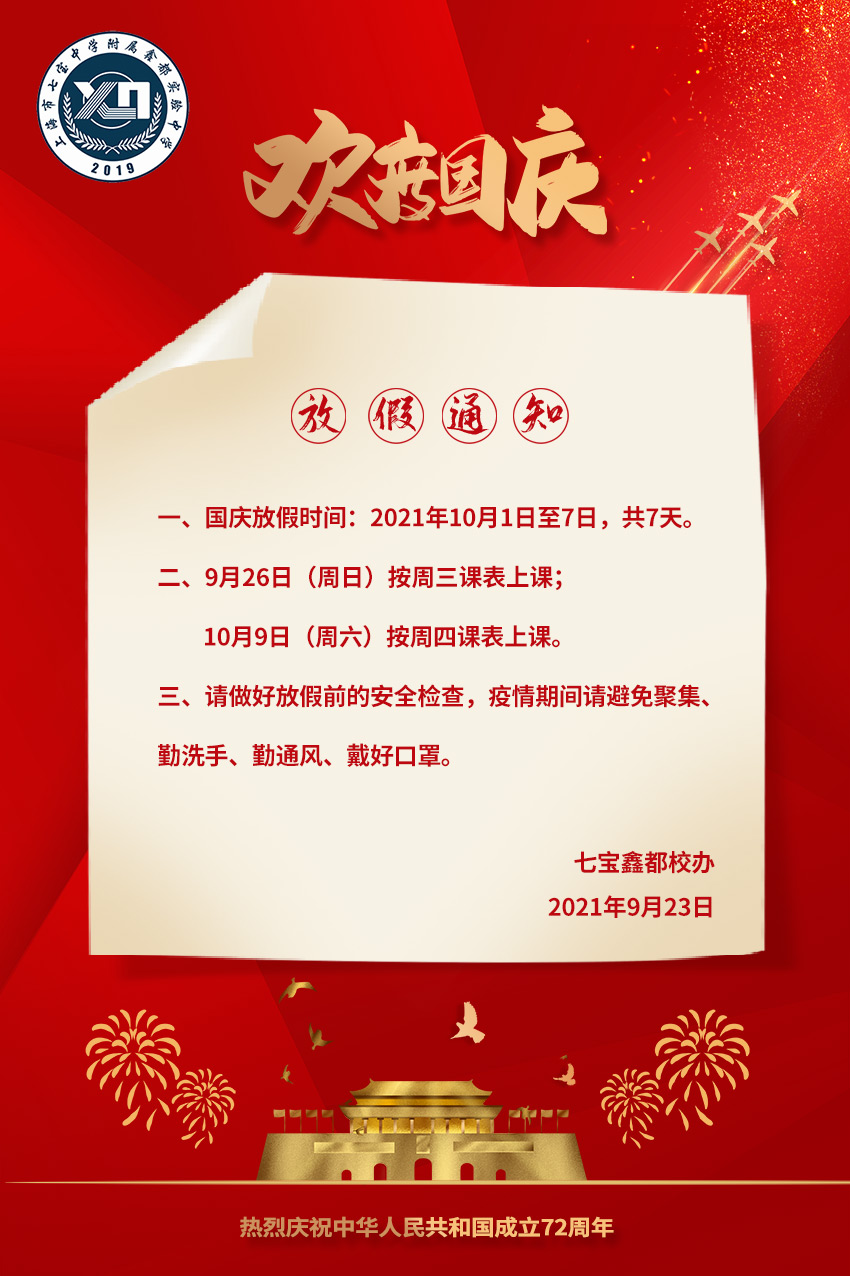 上海市七宝中学附属鑫都实验中学
2019
欢度国庆
放假通知
一、国庆放假时间：2021年10月1日至7日，共7天。
二、9月26日（周日）按周三课表上课；
10月9日（周六）按周四课表上课。
三、请做好放假前的安全检查，疫情期间请避免聚集、
勤洗手、勤通风、戴好口罩。
七宝鑫都校办
2021年9月23日
热烈庆祝中华人民共和国成立72周年